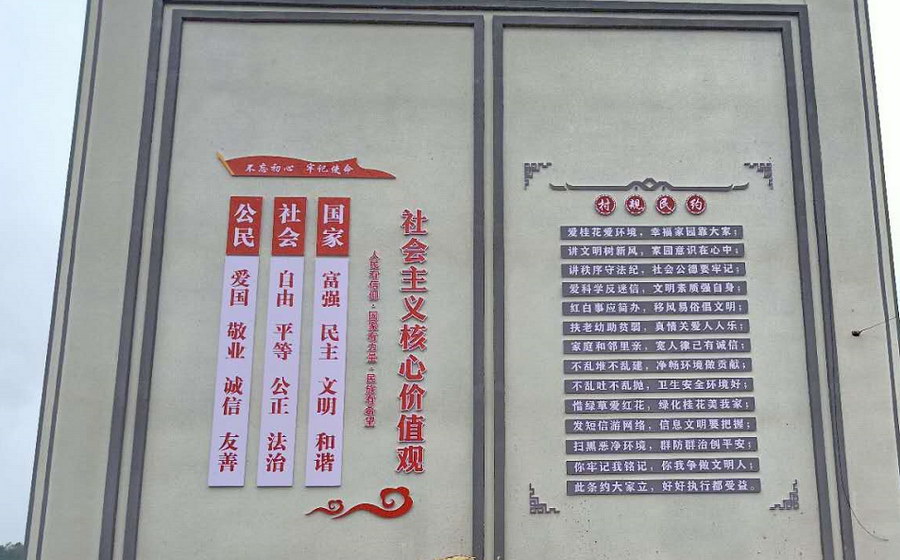 不忘初心 牢记使命
社会主义核心价值观
人民有信仰·国家有力量·民族有希望
国家
富强 民主 文明 和谐
社会
自由 平等 公正 法治
公民
爱国 敬业 诚信 友善
村规民约
爱桂花爱环境，幸福家园靠大家；
讲文明树新风，家园意识在心中；
讲秩序守法纪，社会公德要牢记；
爱科学反迷信，文明素质强自身；
红白事应简办，移风易俗倡文明；
扶老幼助贫弱，真情关爱人人乐；
家庭和邻里亲，宽人律己有诚信；
不乱堆不乱建，净畅环境做贡献；
不乱吐不乱抛，卫生安全环境好；
惜绿草爱红花，绿化桂花美我家；
发短信游网络，信息文明要把握；
扫黑恶净环境，群防群治创平安；
你牢记我铭记，你我争做文明人；
此条约大家立，好好执行都受益。